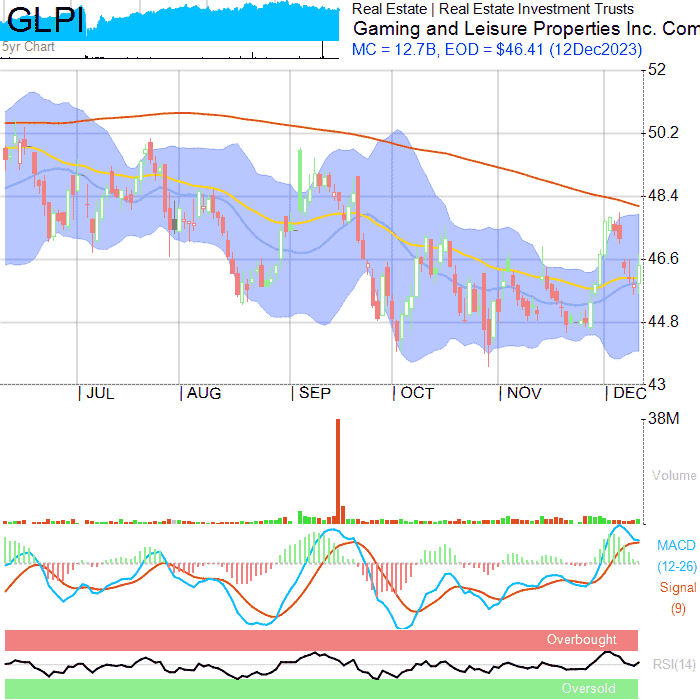 GLPI
5yr Chart
Real Estate | Real Estate Investment Trusts
Gaming and Leisure Properties Inc. Com
MC = 12.7B, EOD = $46.41 (12Dec2023)
52
50.2
48.4
46.6
44.8
43
JUL
AUG
SEP
OCT
NOV
DEC
38M
Volume
MACD
(12-26)
Signal
(9)
Overbought
RSI(14)
Oversold